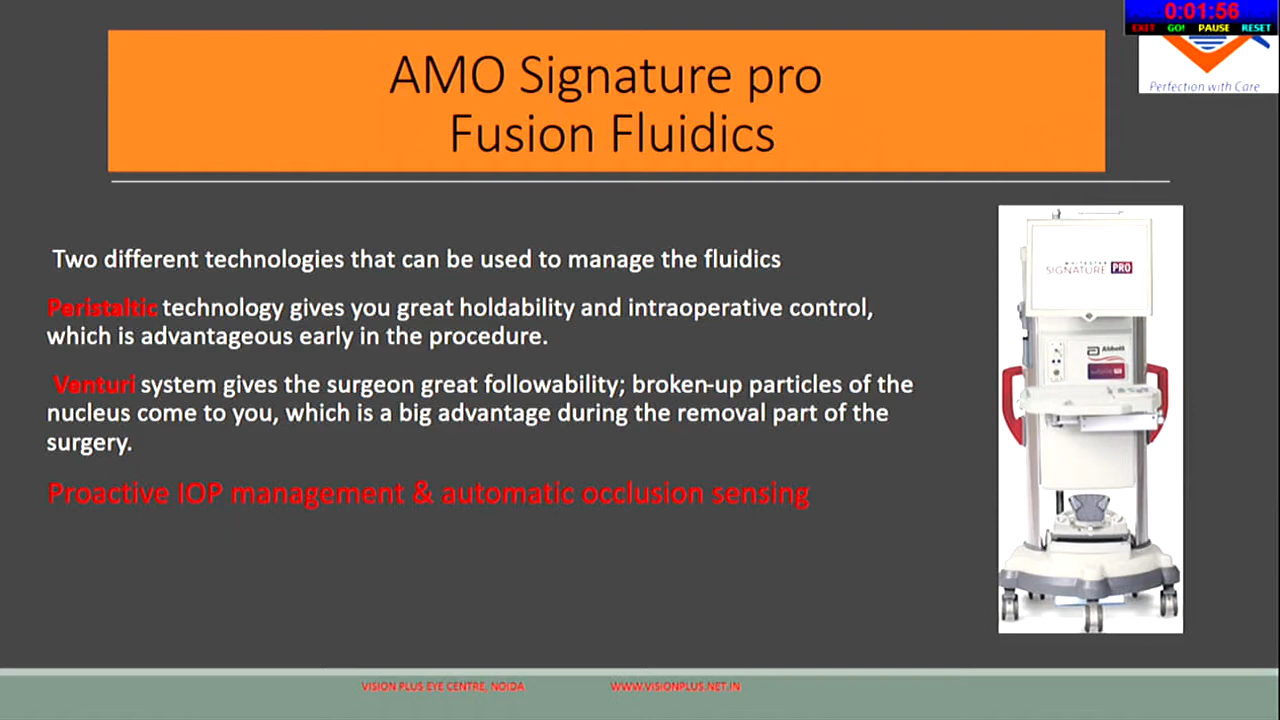 0:01:56
EXIT GO! PAUSE RESET
Perfection with Care
AMO Signature pro
Fusion Fluidics
Two different technologies that can be used to manage the fluidics
Peristaltic technology gives you great holdability and intraoperative control,
which is advantageous early in the procedure.
Venturi system gives the surgeon great followability; broken-up particles of the
nucleus come to you, which is a big advantage during the removal part of the
surgery.
Proactive IOP management & automatic occlusion sensing
WHITESTAR
SIGNATURE PRO
Abbott
VISION PLUS EYE CENTRE, NOIDA WWW.VISIONPLUS.NET.IN